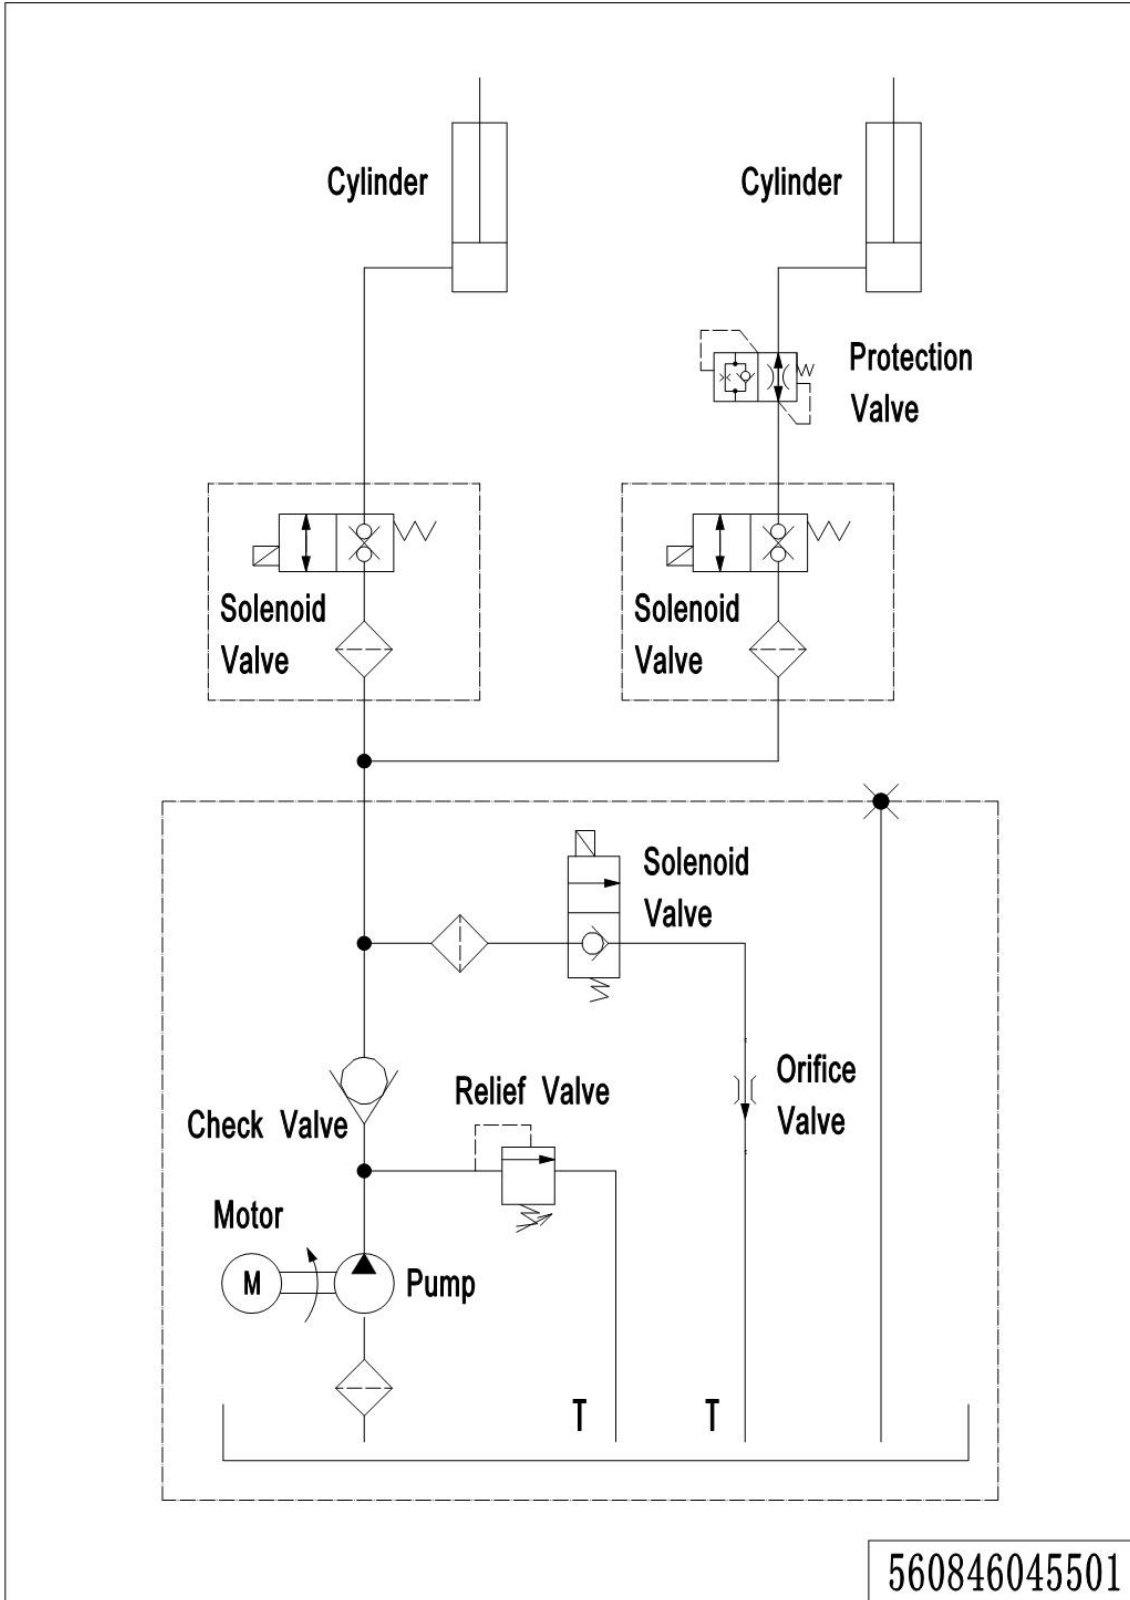 Cylinder
Cylinder
Protection
Valve
Solenoid
Valve
Solenoid
Valve
Solenoid
Valve
Orifice
Valve
Relief Valve
Check Valve
Motor
M
Pump
T
T
560846045501